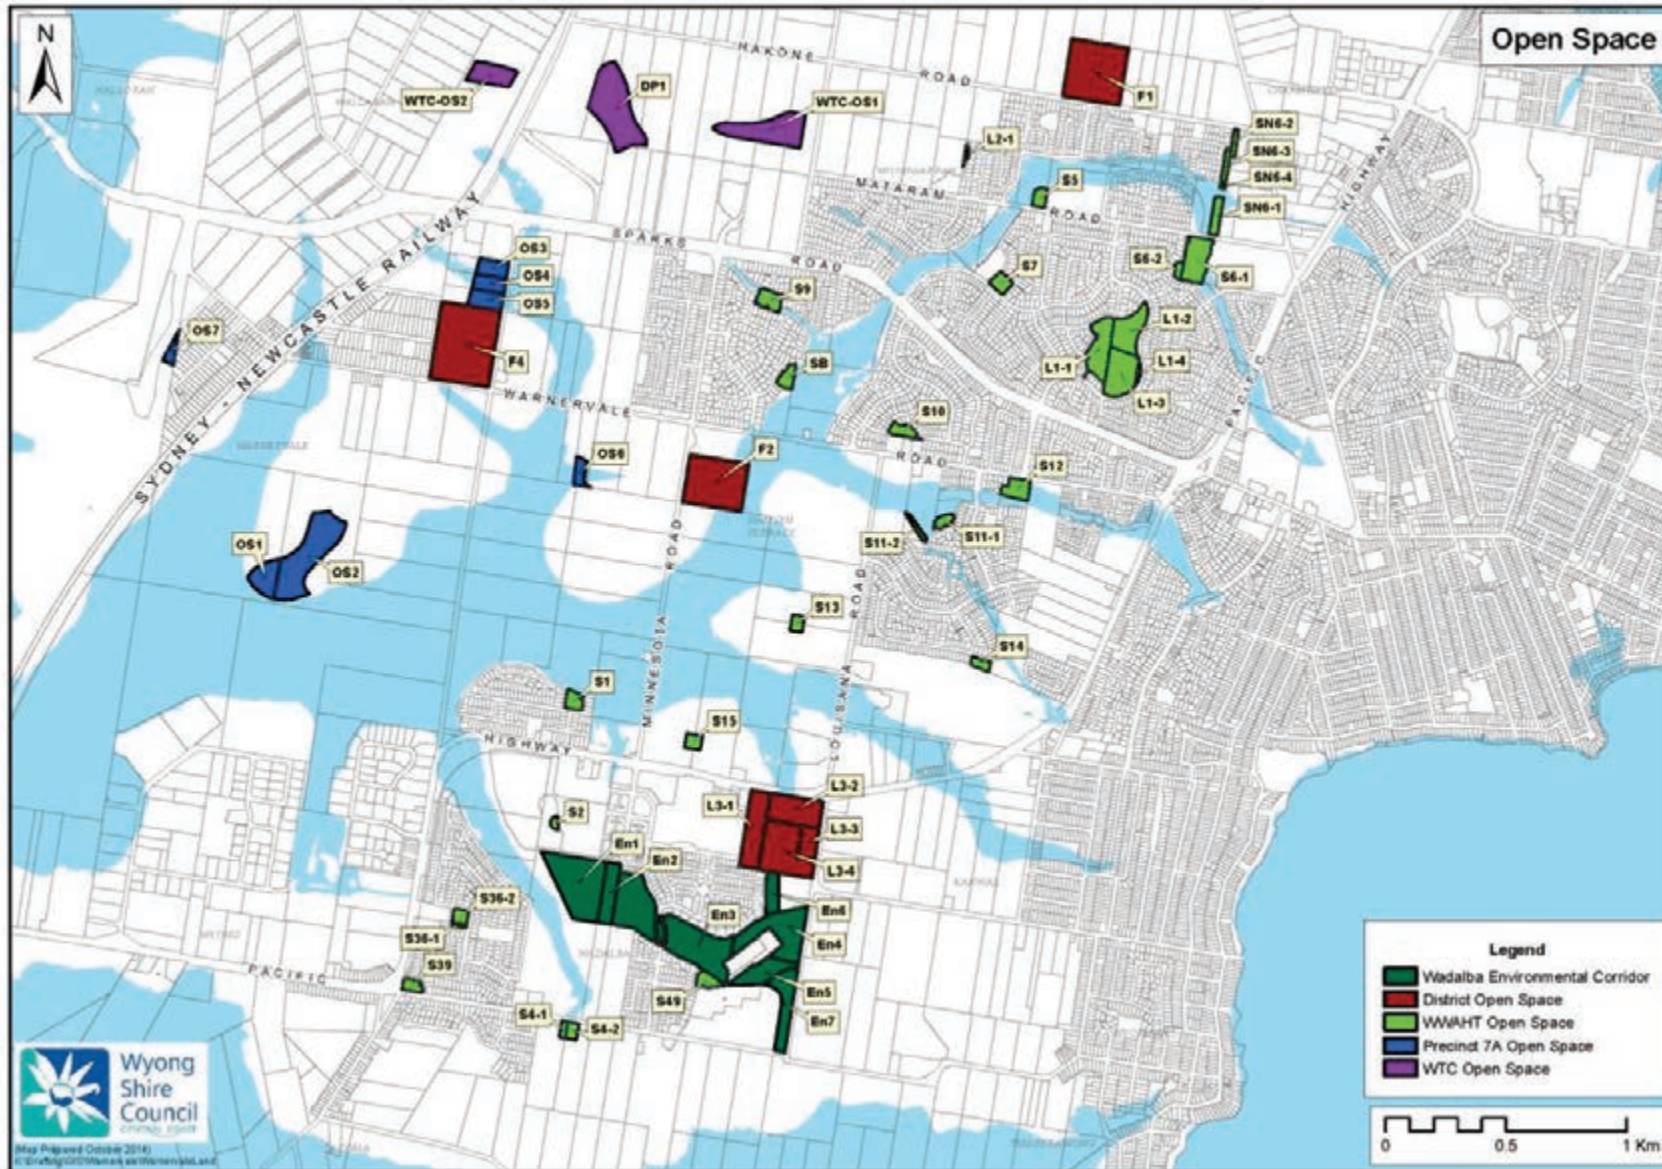 Open Space
N
HAKONE ROAD
WTC-OS2
DP1
WTC-OS1
F1
L2-1
SN6-2
SN6-3
SN6-4
SN6-1
MATARAM ROAD
S5
HIGHWAY
SPARKS ROAD
OS3
OS4
OS5
S9
S7
S6-2
S6-1
OS7
F4
SB
L1-2
L1-1
L1-4
L1-3
SYDNEY - NEWCASTLE RAILWAY
WARNERVALE ROAD
S10
PACIFIC
OS6
F2
S12
S11-2
S11-1
OS1
OS2
MINNESOTA ROAD
LOUISANA ROAD
S13
S14
S1
S15
HIGHWAY
L3-1
L3-2
L3-3
L3-4
S2
En1
En2
En3
En6
En4
En5
En7
S36-2
S36-1
S39
PACIFIC
S49
S4-1
S4-2
Legend
Wadalba Environmental Corridor
District Open Space
WWAHT Open Space
Precinct 7A Open Space
WTC Open Space
0 0.5 1 Km
Wyong
Shire
Council
(Map Prepared October 2014)